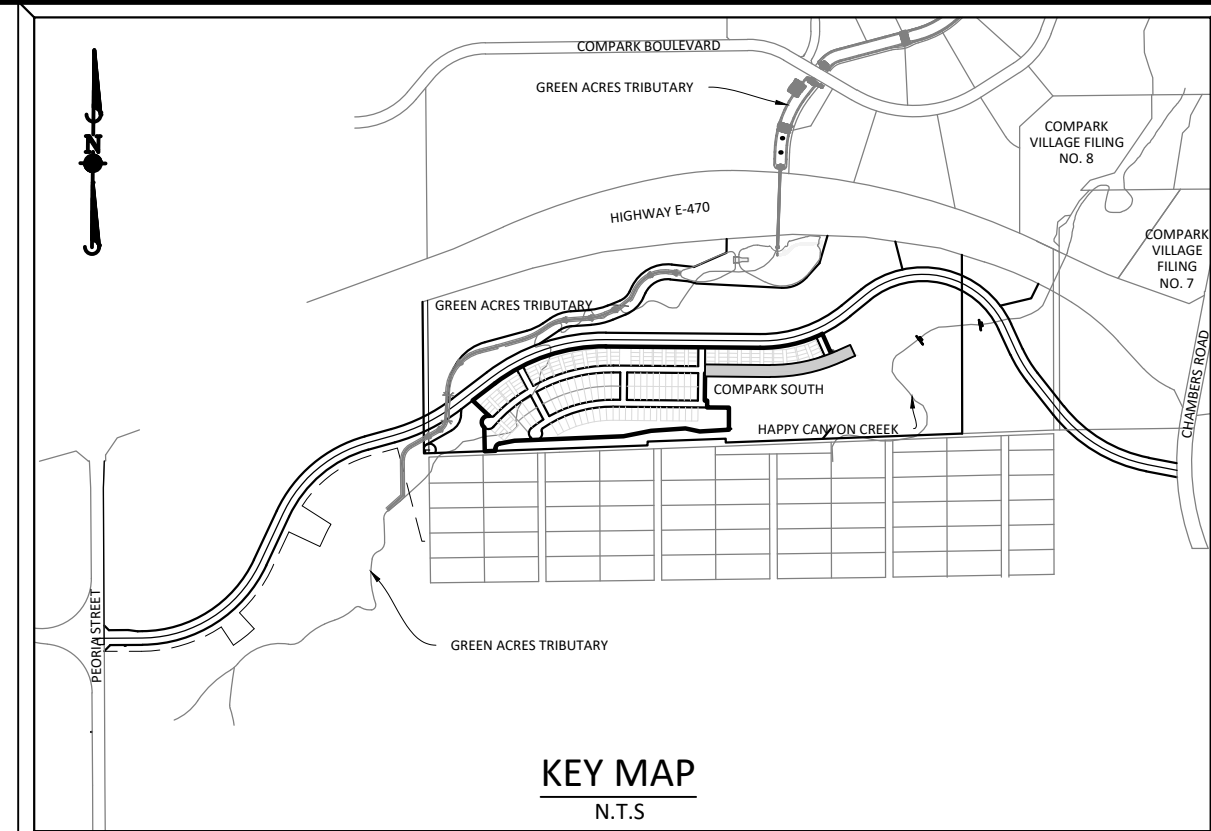 COMPARK BOULEVARD
GREEN ACRES TRIBUTARY
COMPARK
VILLAGE FILING
NO. 8
N
HIGHWAY E-470
COMPARK
VILLAGE
FILING
NO. 7
GREEN ACRES TRIBUTARY
CHAMBERS ROAD
COMPARK SOUTH
HAPPY CANYON CREEK
PEORIA STREET
GREEN ACRES TRIBUTARY
KEY MAP
N.T.S